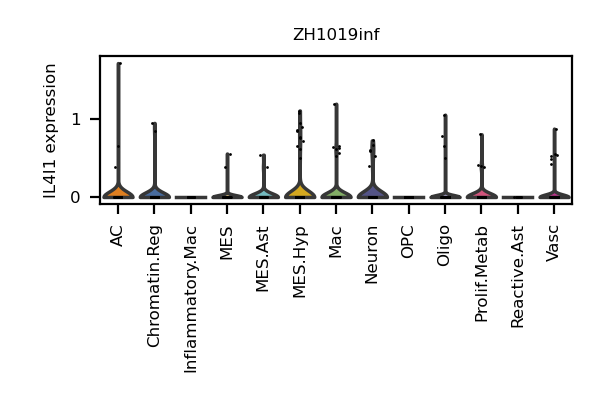 ZH1019inf
IL4I1 expression
1
0
AC
Chromatin.Reg
Inflammatory.Mac
MES
MES.Ast
MES.Hyp
Mac
Neuron
OPC
Oligo
Prolif.Metab
Reactive.Ast
Vasc